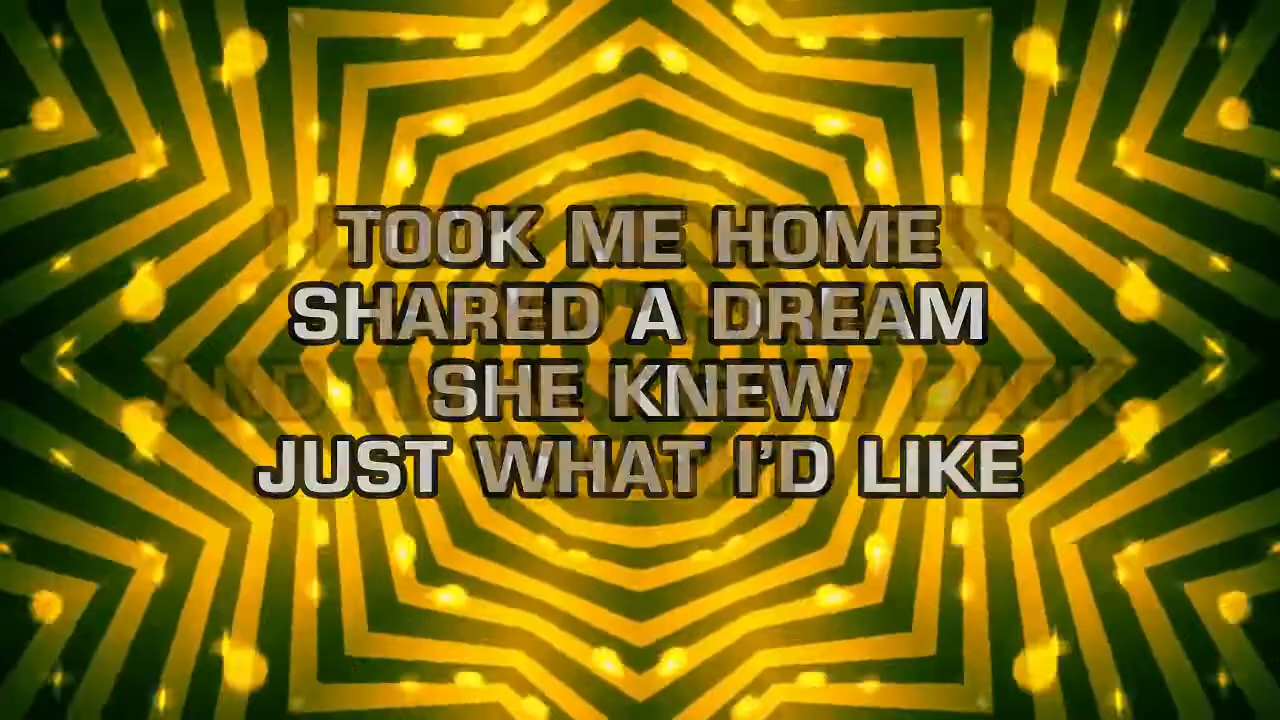 TOOK ME HOME
SHARED A DREAM
SHE KNEW
JUST WHAT I'D LIKE